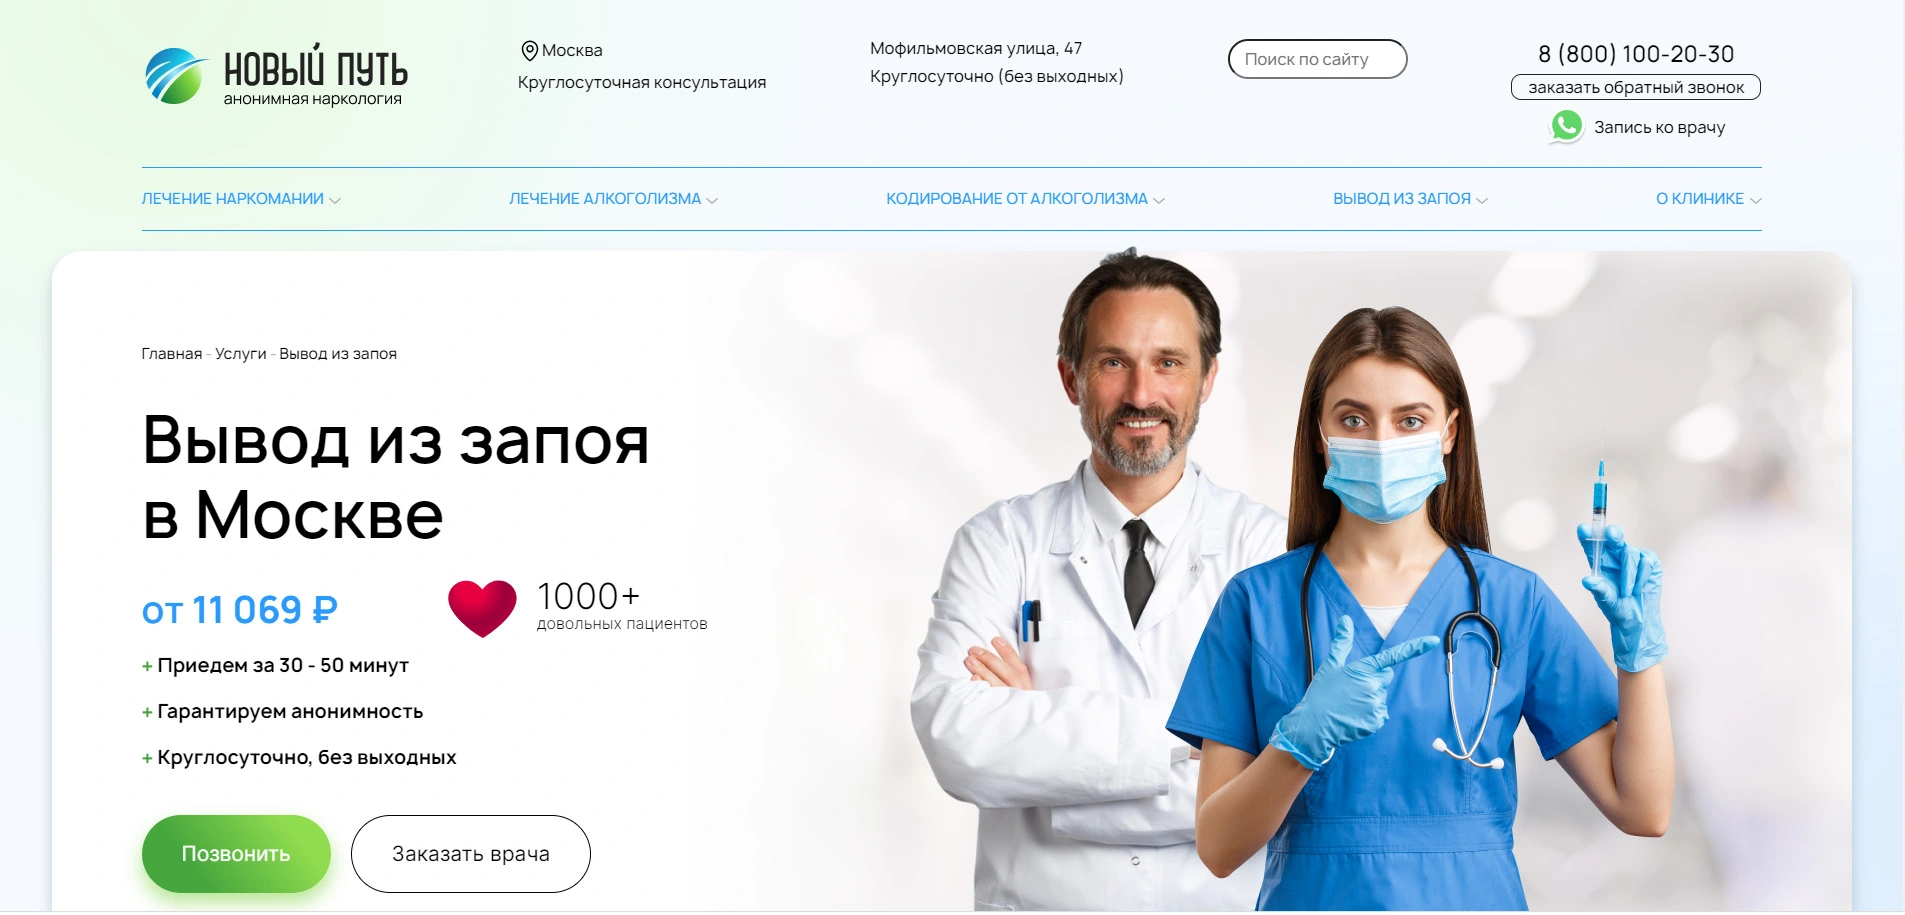 НОВЫЙ ПУТЬ
анонимная наркология
Москва
Круглосуточная консультация
Мофильмовская улица, 47
Круглосуточно (без выходных)
Поиск по сайту
8 (800) 100-20-30
заказать обратный звонок
Запись ко врачу
ЛЕЧЕНИЕ НАРКОМАНИИ
ЛЕЧЕНИЕ АЛКОГОЛИЗМА
КОДИРОВАНИЕ ОТ АЛКОГОЛИЗМА
ВЫВОД ИЗ ЗАПОЯ
О КЛИНИКЕ
Главная - Услуги - Вывод из запоя
Вывод из запоя
в Москве
от 11 069 ₽
1000+
довольных пациентов
+ Приедем за 30 - 50 минут
+ Гарантируем анонимность
+ Круглосуточно, без выходных
Позвонить
Заказать врача